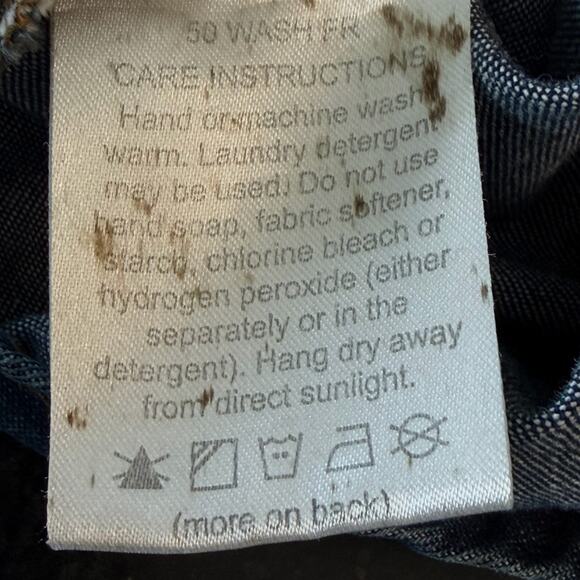 50 WASH FR
CARE INSTRUCTIONS
Hand or machine wash
warm. Laundry detergent
may be used. Do not use
hand soap, fabric softener,
starch, chlorine bleach or
hydrogen peroxide (either
separately or in the
detergent). Hang dry away
from direct sunlight.
(more on back)